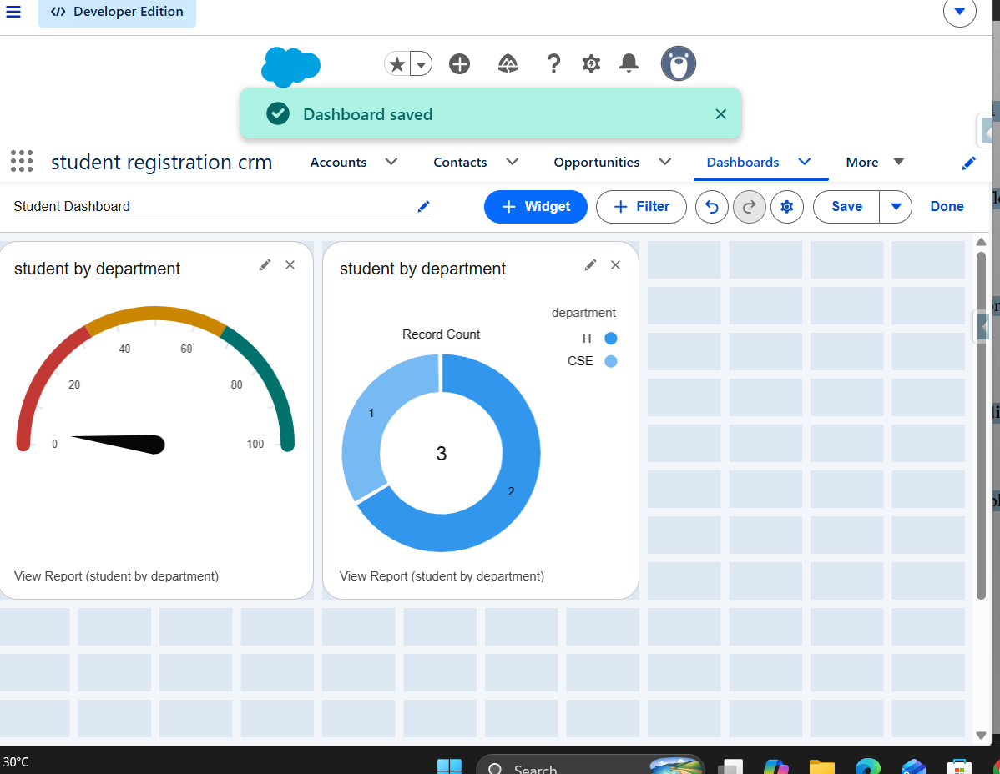 </> Developer Edition
Dashboard saved
student registration crm Accounts Contacts Opportunities Dashboards More
Student Dashboard + Widget + Filter Save Done
student by department
0
20
40
60
80
100
View Report (student by department)
student by department
department
IT
CSE
Record Count
1
3
2
View Report (student by department)
30°C
Search